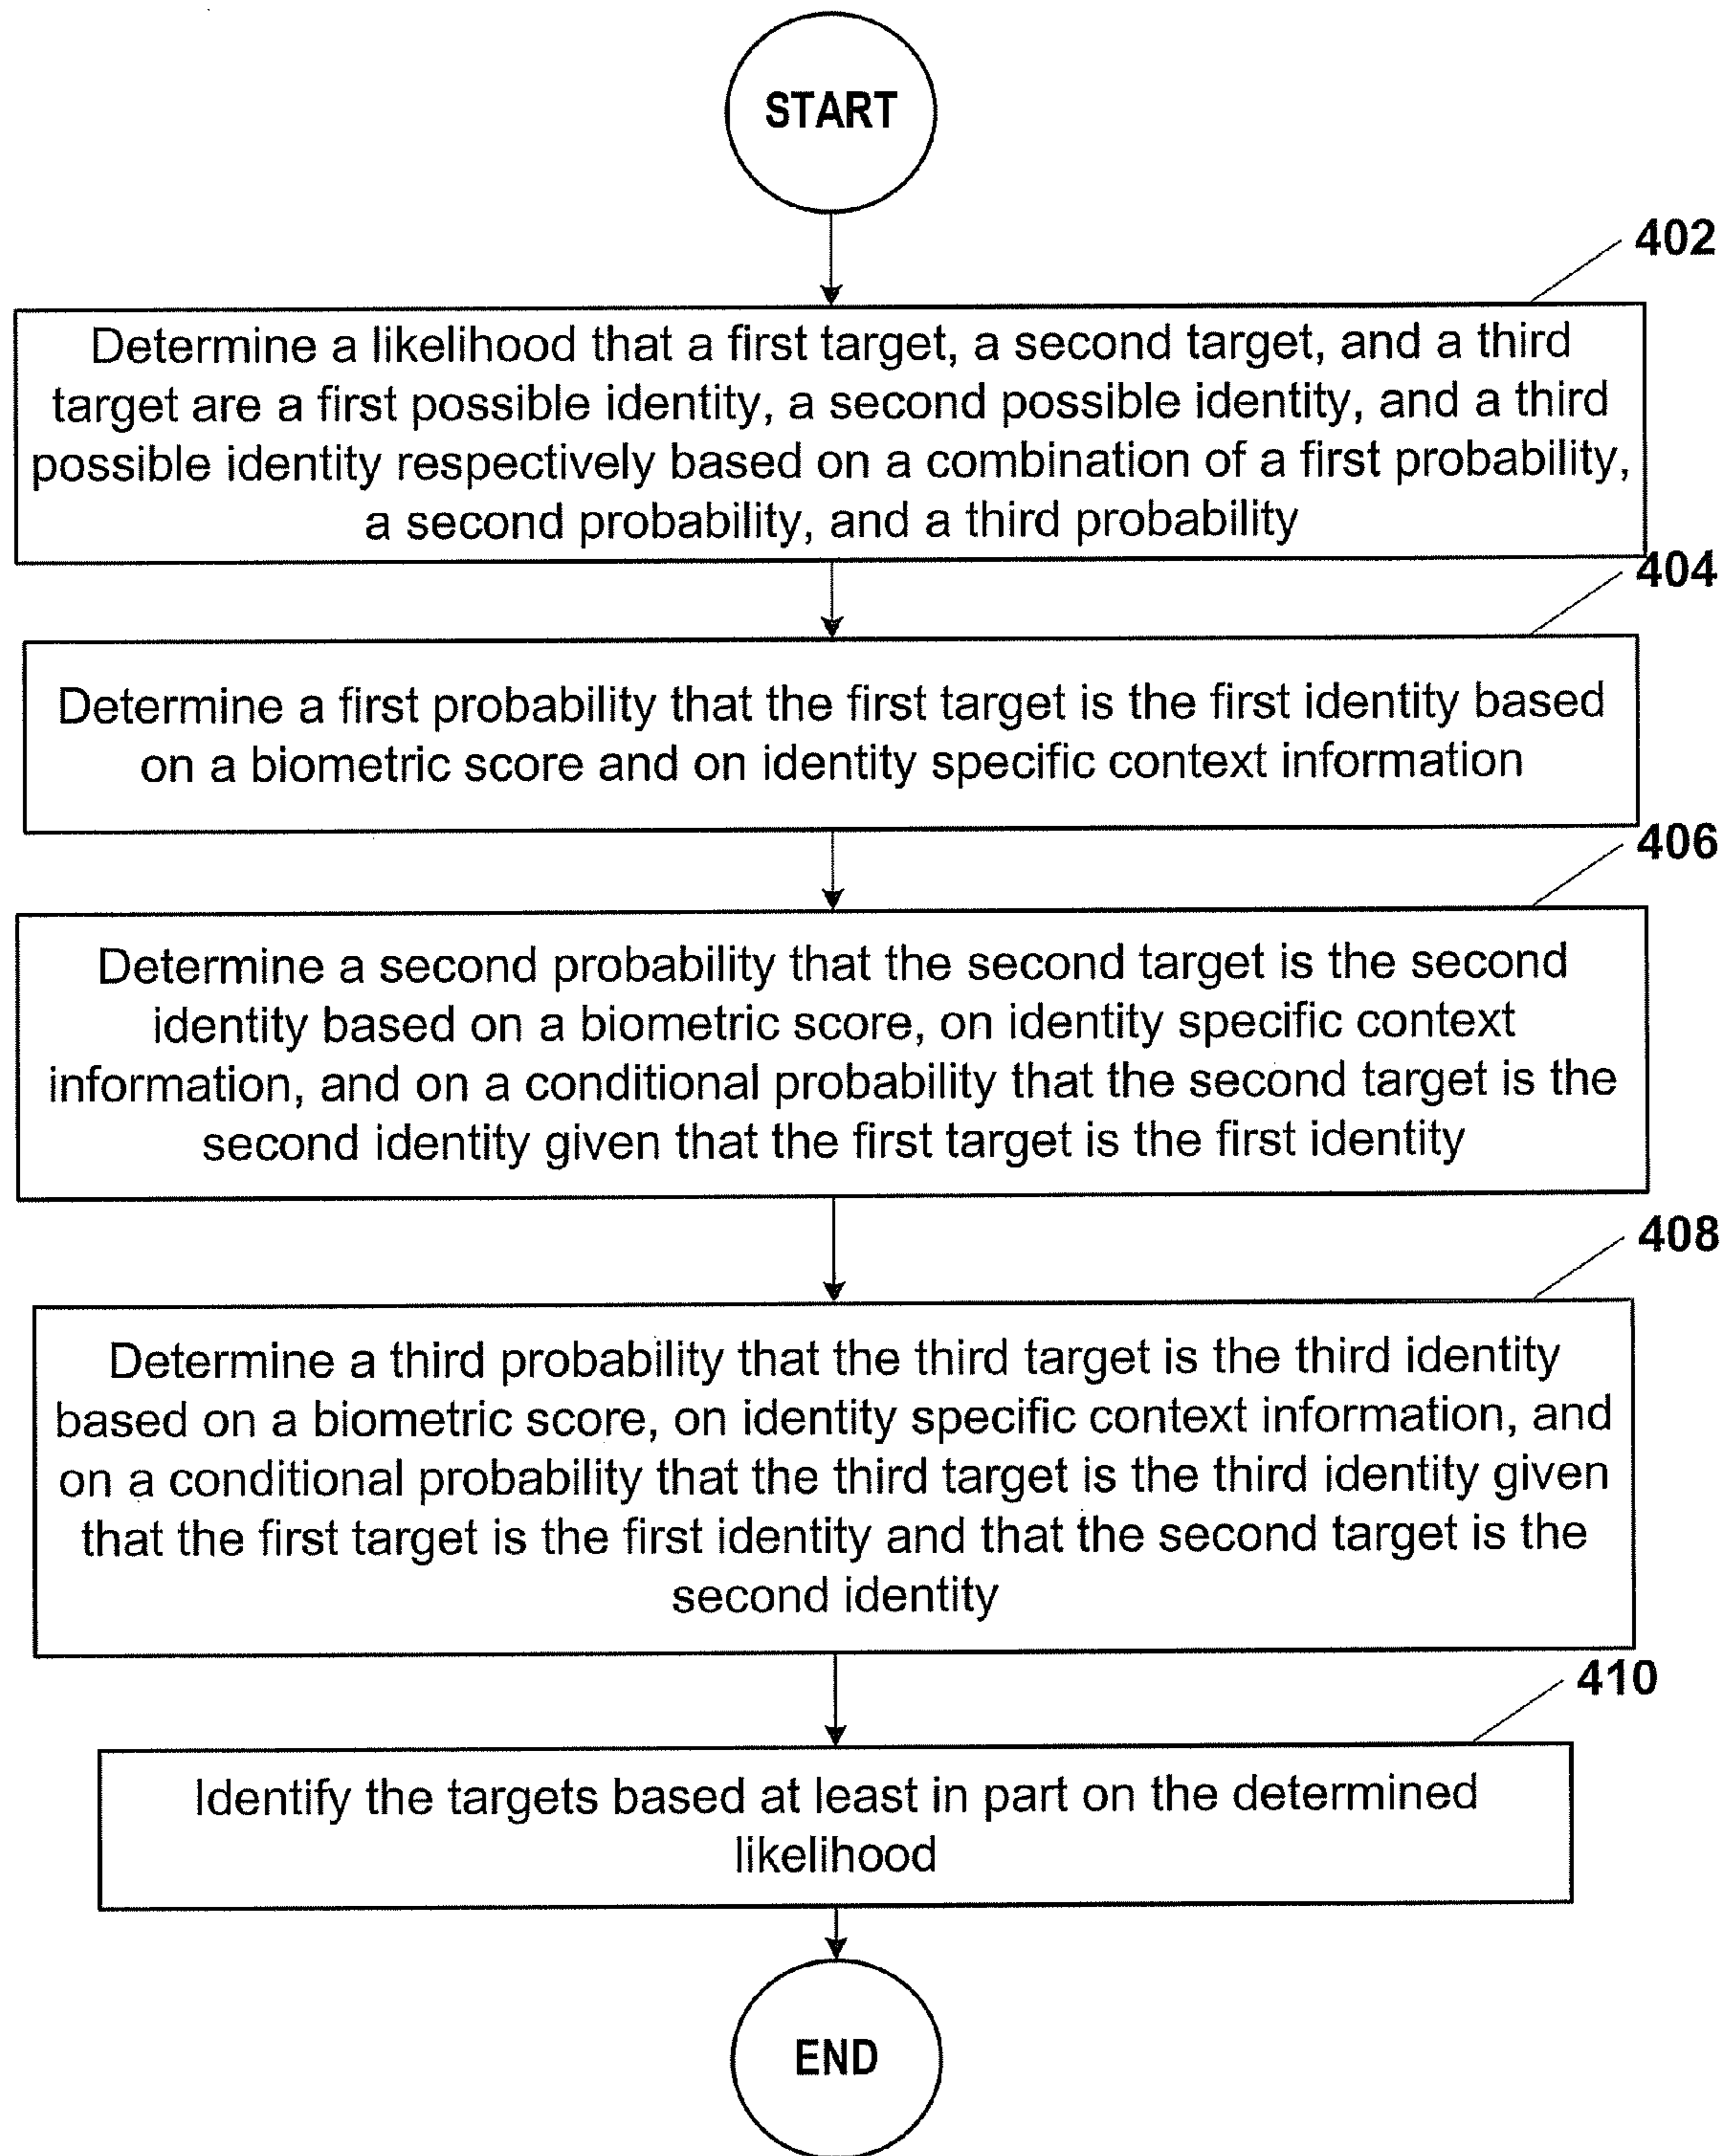 START
402
Determine a likelihood that a first target, a second target, and a third
target are a first possible identity, a second possible identity, and a third
possible identity respectively based on a combination of a first probability,
a second probability, and a third probability
404
Determine a first probability that the first target is the first identity based
on a biometric score and on identity specific context information
406
Determine a second probability that the second target is the second
identity based on a biometric score, on identity specific context
information, and on a conditional probability that the second target is the
second identity given that the first target is the first identity
408
Determine a third probability that the third target is the third identity
based on a biometric score, on identity specific context information, and
on a conditional probability that the third target is the third identity given
that the first target is the first identity and that the second target is the
second identity
410
Identify the targets based at least in part on the determined
likelihood
END